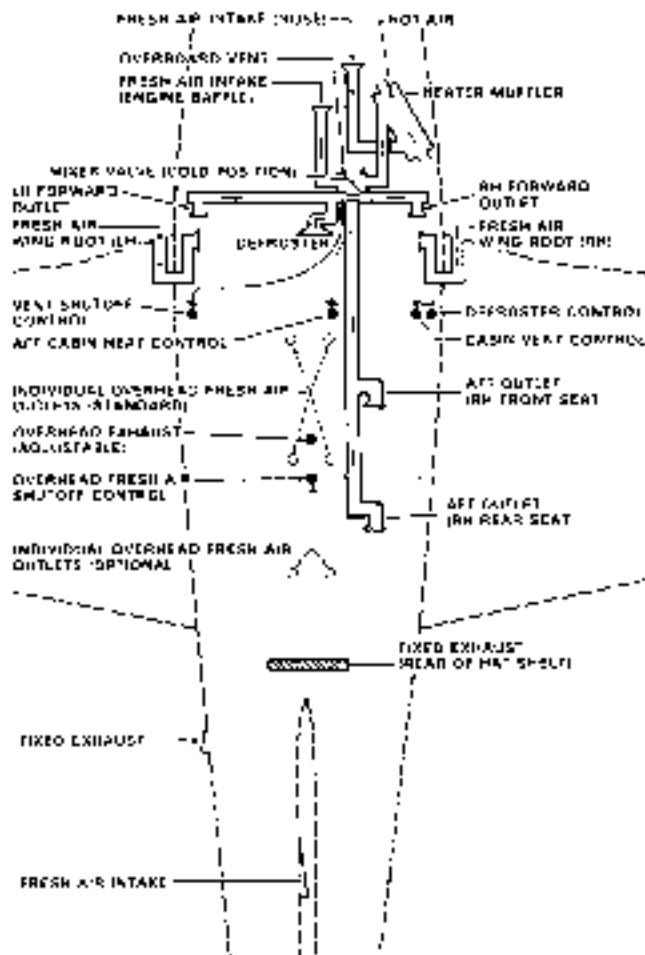 FRESH AIR INTAKE (NOSE)
HOT AIR
OVERBOARD VENT
FRESH AIR INTAKE
(ENGINE BAFFLE)
HEATER MUFFLER
MIXER VALVE (COLD POSITION)
LH FORWARD
OUTLET
RH FORWARD
OUTLET
FRESH AIR
WING ROOT (LH)
DEFROSTER
FRESH AIR
WING ROOT (RH)
VENT SHUTOFF
CONTROL
DEFROSTER CONTROL
AFT CABIN HEAT CONTROL
CABIN VENT CONTROL
INDIVIDUAL OVERHEAD FRESH AIR
OUTLETS (STANDARD)
AFT OUTLET
(RH FRONT SEAT
OVERHEAD EXHAUST
(ADJUSTABLE)
OVERHEAD FRESH A
SHUTOFF CONTROL
AFT OUTLET
(RH REAR SEAT
INDIVIDUAL OVERHEAD FRESH AIR
OUTLETS (OPTIONAL
FIXED EXHAUST
(REAR OF HAT SHELF)
FIXED EXHAUST
FRESH AIR INTAKE